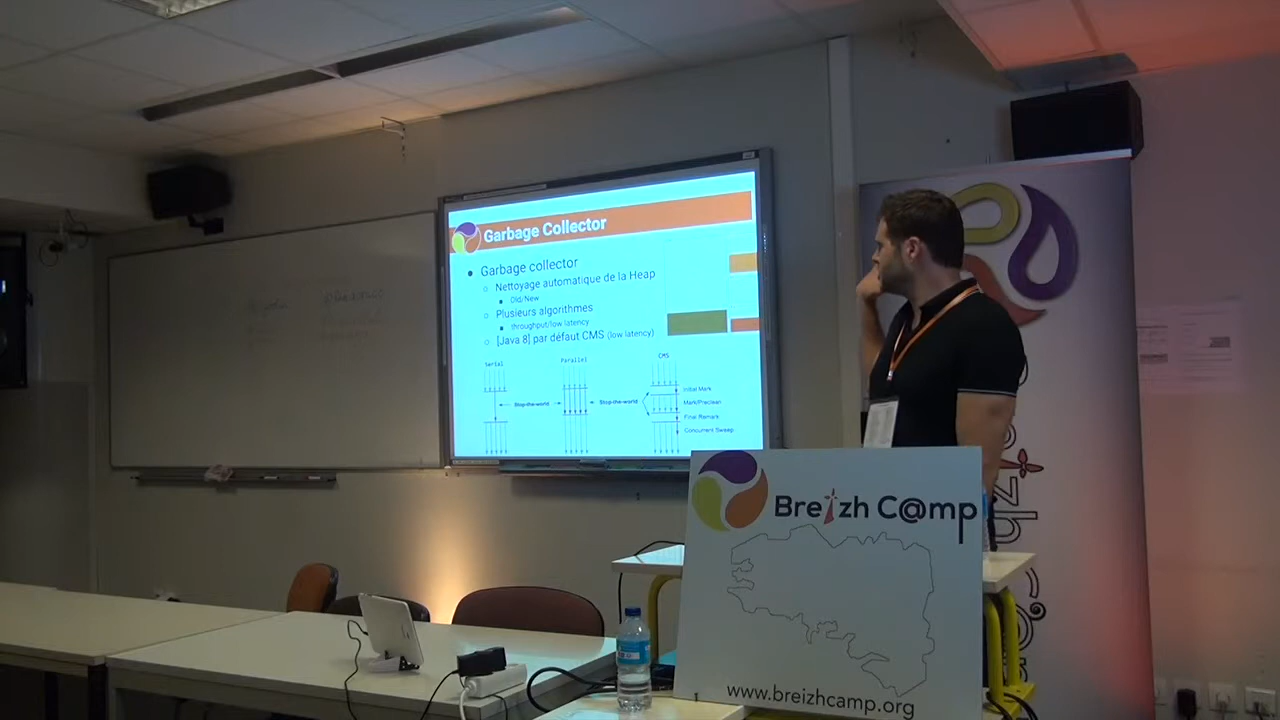 Garbage Collector
Garbage collector
Nettoyage automatique de la Heap
Old/New
Plusieurs algorithmes
throughput/low latency
[Java 8] par défaut CMS (low latency)
Serial
Parallel
CMS
Stop-the-world
Stop-the-world
Initial Mark
Mark/Preclean
Final Remark
Concurrent Sweep
Breizh C@mp
www.breizhcamp.org